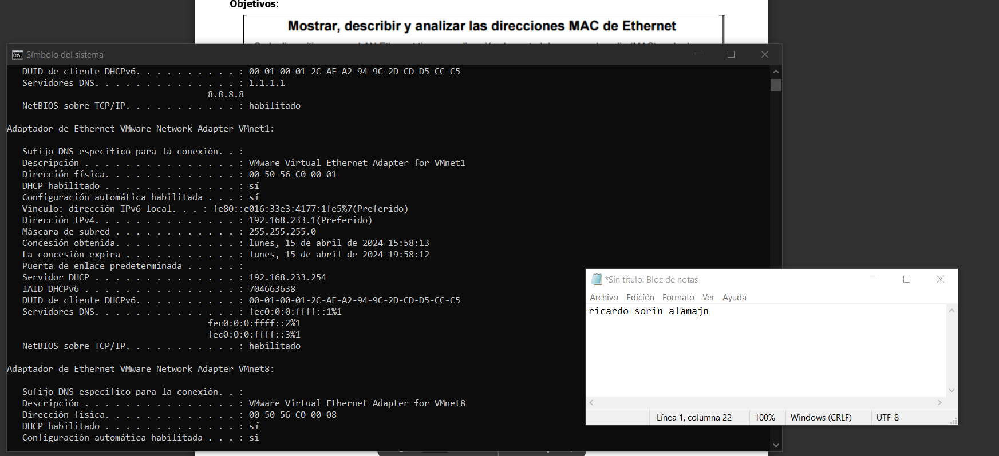 Objetivos:
Mostrar, describir y analizar las direcciones MAC de Ethernet
Símbolo del sistema
DUID de cliente DHCPv6. . . . . . . . . . : 00-01-00-01-2C-AE-A2-94-9C-2D-CD-D5-CC-C5
Servidores DNS. . . . . . . . . . . . . . : 1.1.1.1
8.8.8.8
NetBIOS sobre TCP/IP. . . . . . . . . . . : habilitado
Adaptador de Ethernet VMware Network Adapter VMnet1:
Sufijo DNS específico para la conexión. . :
Descripción . . . . . . . . . . . . . . . : VMware Virtual Ethernet Adapter for VMnet1
Dirección física. . . . . . . . . . . . . : 00-50-56-C0-00-01
DHCP habilitado . . . . . . . . . . . . . : sí
Configuración automática habilitada . . . : sí
Vínculo: dirección IPv6 local. . . : fe80::e016:33e3:4177:1fe5%7(Preferido)
Dirección IPv4. . . . . . . . . . . . . . : 192.168.233.1(Preferido)
Máscara de subred . . . . . . . . . . . . : 255.255.255.0
Concesión obtenida. . . . . . . . . . . . : lunes, 15 de abril de 2024 15:58:13
La concesión expira . . . . . . . . . . . : lunes, 15 de abril de 2024 19:58:12
Puerta de enlace predeterminada . . . . . :
Servidor DHCP . . . . . . . . . . . . . . : 192.168.233.254
IAID DHCPv6 . . . . . . . . . . . . . . . : 704663638
DUID de cliente DHCPv6. . . . . . . . . . : 00-01-00-01-2C-AE-A2-94-9C-2D-CD-D5-CC-C5
Servidores DNS. . . . . . . . . . . . . . : fec0:0:0:ffff::1%1
fec0:0:0:ffff::2%1
fec0:0:0:ffff::3%1
NetBIOS sobre TCP/IP. . . . . . . . . . . : habilitado
Adaptador de Ethernet VMware Network Adapter VMnet8:
Sufijo DNS específico para la conexión. . :
Descripción . . . . . . . . . . . . . . . : VMware Virtual Ethernet Adapter for VMnet8
Dirección física. . . . . . . . . . . . . : 00-50-56-C0-00-08
DHCP habilitado . . . . . . . . . . . . . : sí
Configuración automática habilitada . . . : sí
*Sin título: Bloc de notas
Archivo Edición Formato Ver Ayuda
ricardo sorin alamajn
Línea 1, columna 22 100% Windows (CRLF) UTF-8